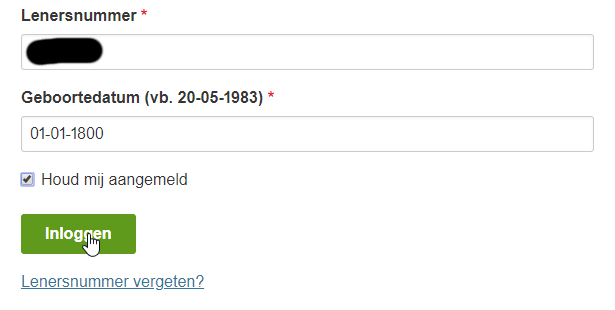 Lenersnummer *
Geboortedatum (vb. 20-05-1983) *
01-01-1800
Houd mij aangemeld
Inloggen
Lenersnummer vergeten?